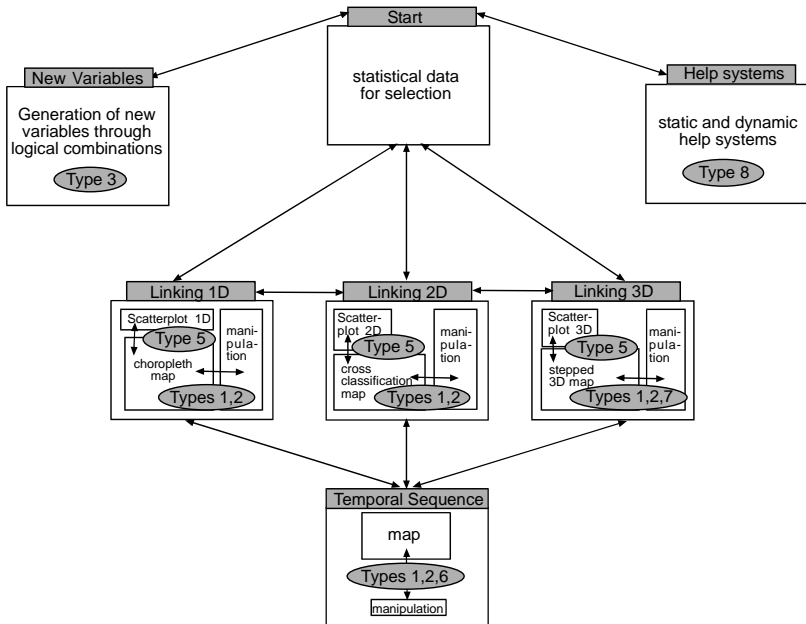 Start
statistical data
for selection
New Variables
Generation of new
variables through
logical combinations
Type 3
Help systems
static and dynamic
help systems
Type 8
Linking 1D
Scatterplot 1D
mani-
pula-
tion
Type 5
choropleth
map
Types 1,2
Linking 2D
Scatter-
plot 2D
mani-
pula-
tion
Type 5
cross
classification
map
Types 1,2
Linking 3D
Scatter-
plot 3D
mani-
pula-
tion
Type 5
stepped
3D map
Types 1,2,7
Temporal Sequence
map
Types 1,2,6
manipulation